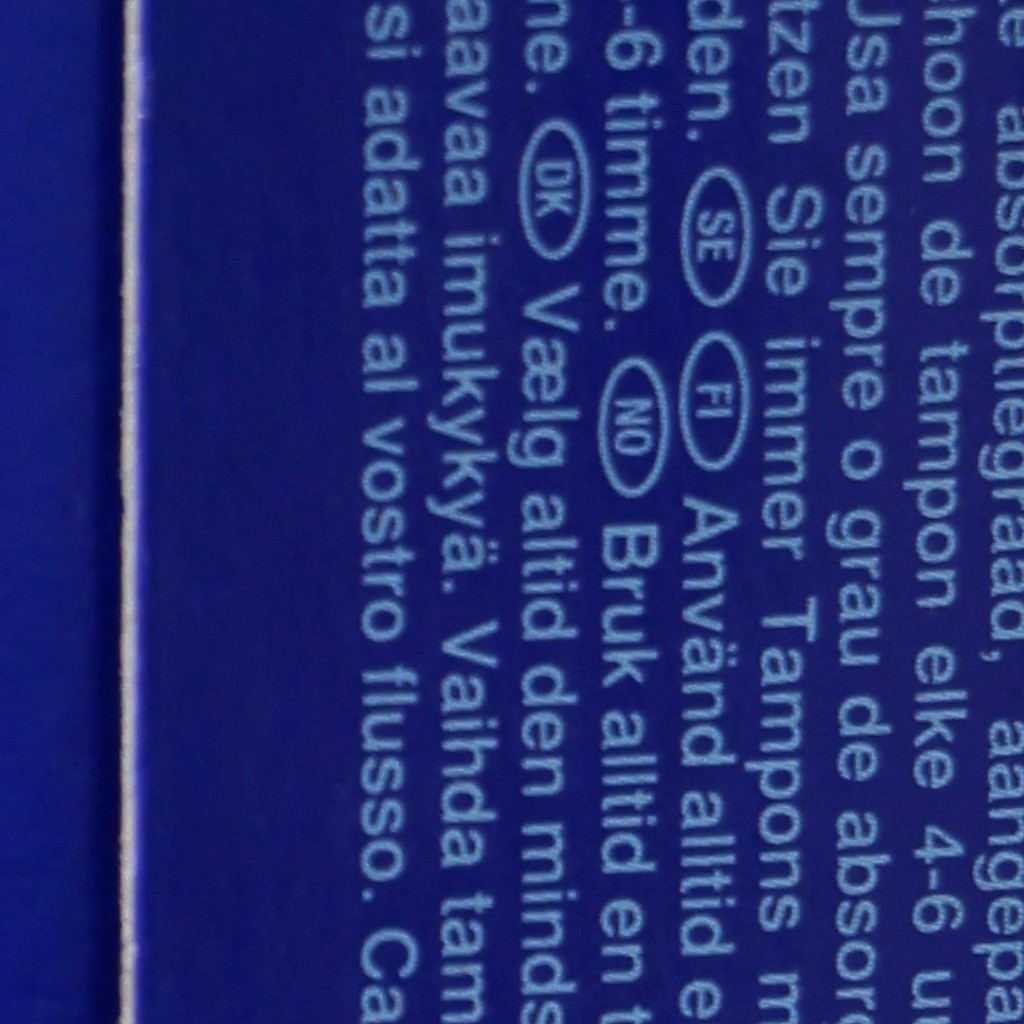 te absorptiegraad, aangepa
hoon de tampon elke 4-6 u
Usa sempre o grau de absor
tzen Sie immer Tampons m
den. SE FI Använd alltid e
-6 timme. NO Bruk alltid en t
ne. DK Vælg altid den minds
aavaa imukykyä. Vaihda tam
si adatta al vostro flusso. Ca